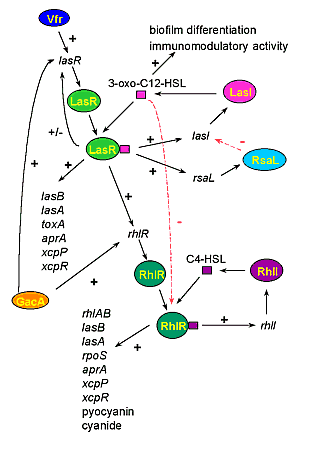 Vfr
+
biofilm differentiation
immunomodulatory activity
lasR
+
3-oxo-C12-HSL
LasI
LasR
+/-
+
lasI
-
LasR
+
+
+
rsaL
RsaL
lasB
lasA
toxA
aprA
xcpP
xcpR
+
-
rhlR
C4-HSL
RhlI
RhlR
GacA
+
rhlAB
lasB
lasA
rpoS
aprA
xcpP
xcpR
pyocyanin
cyanide
RhlR
+
rhlI
+